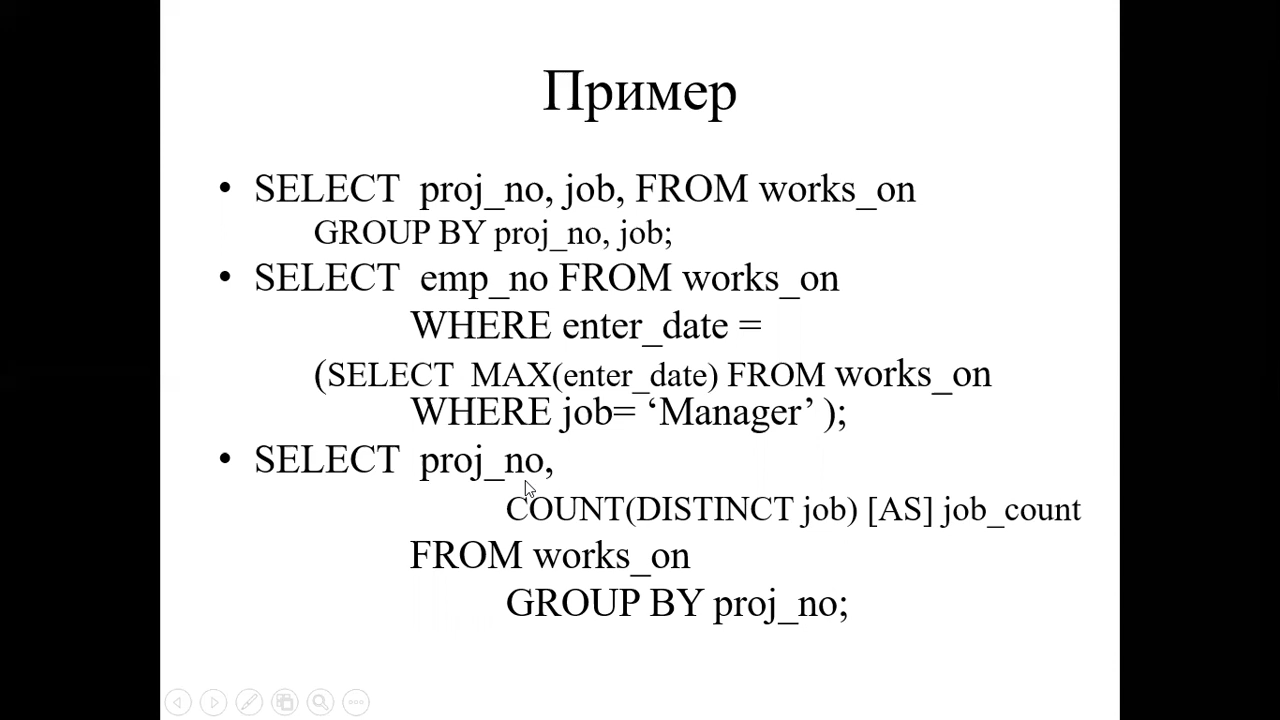 Пример
• SELECT proj_no, job, FROM works_on
GROUP BY proj_no, job;
• SELECT emp_no FROM works_on
WHERE enter_date =
(SELECT MAX(enter_date) FROM works_on
WHERE job= ‘Manager’ );
• SELECT proj_no,
COUNT(DISTINCT job) [AS] job_count
FROM works_on
GROUP BY proj_no;